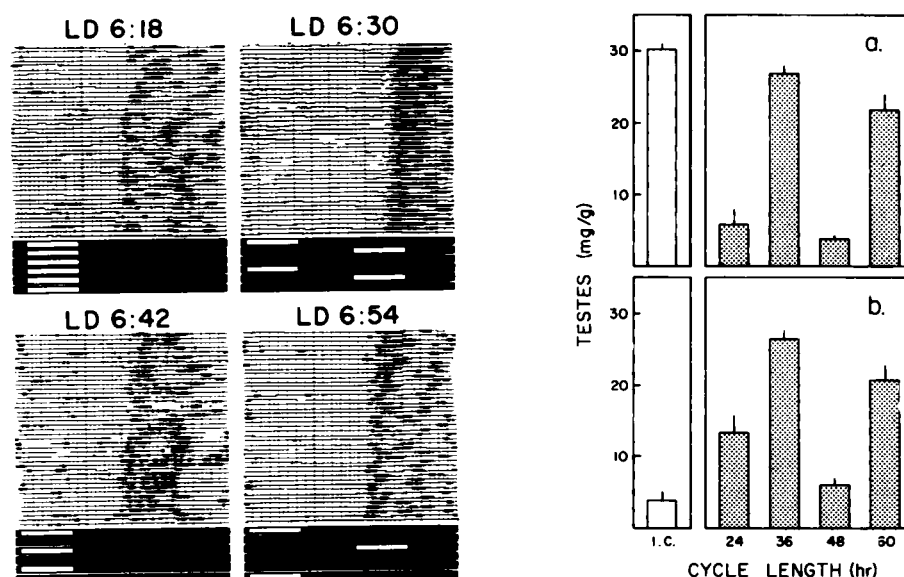 LD 6:18
LD 6:30
LD 6:42
LD 6:54
TESTES (mg/g)
a.
30
20
10
b.
30
20
10
I.C.
24
36
48
60
CYCLE LENGTH (hr)